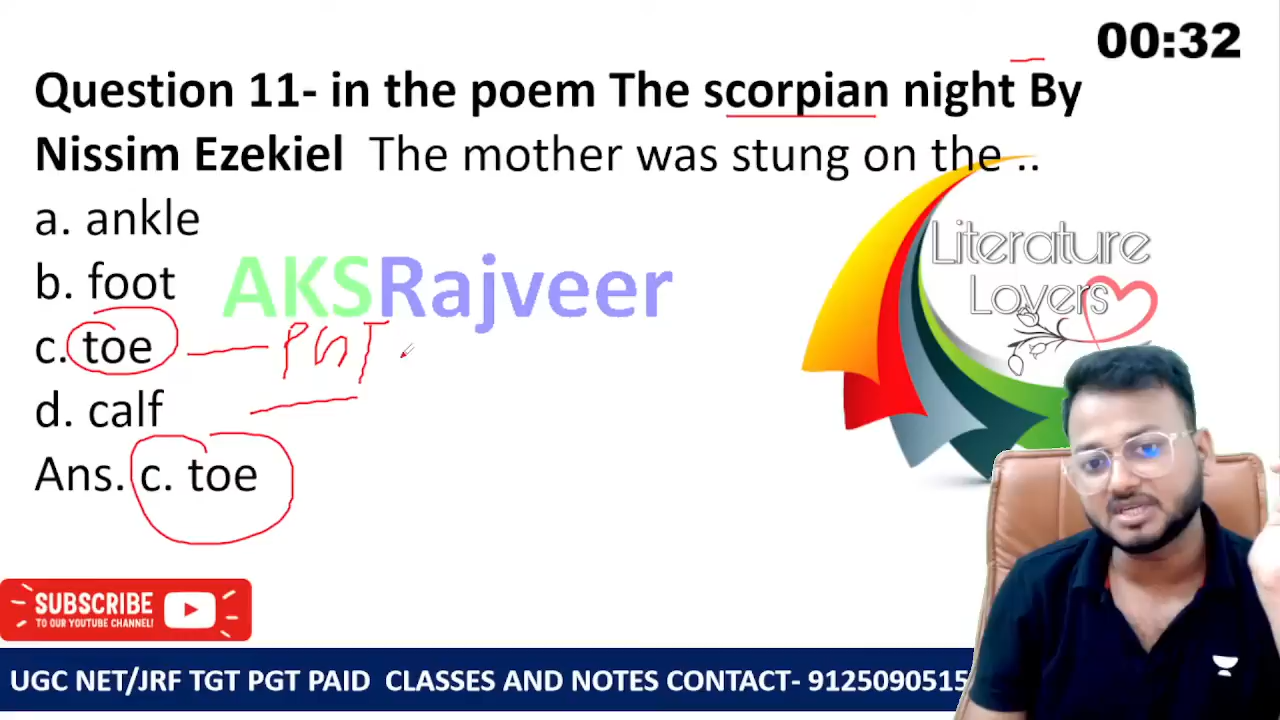 00:32
Question 11- in the poem The scorpian night By
Nissim Ezekiel The mother was stung on the ..
a. ankle
b. foot
c. toe PGT
d. calf
Ans. c. toe
AKSRajveer
Literature
Lovers
SUBSCRIBE
TO OUR YOUTUBE CHANNEL!
UGC NET/JRF TGT PGT PAID CLASSES AND NOTES CONTACT- 9125090515